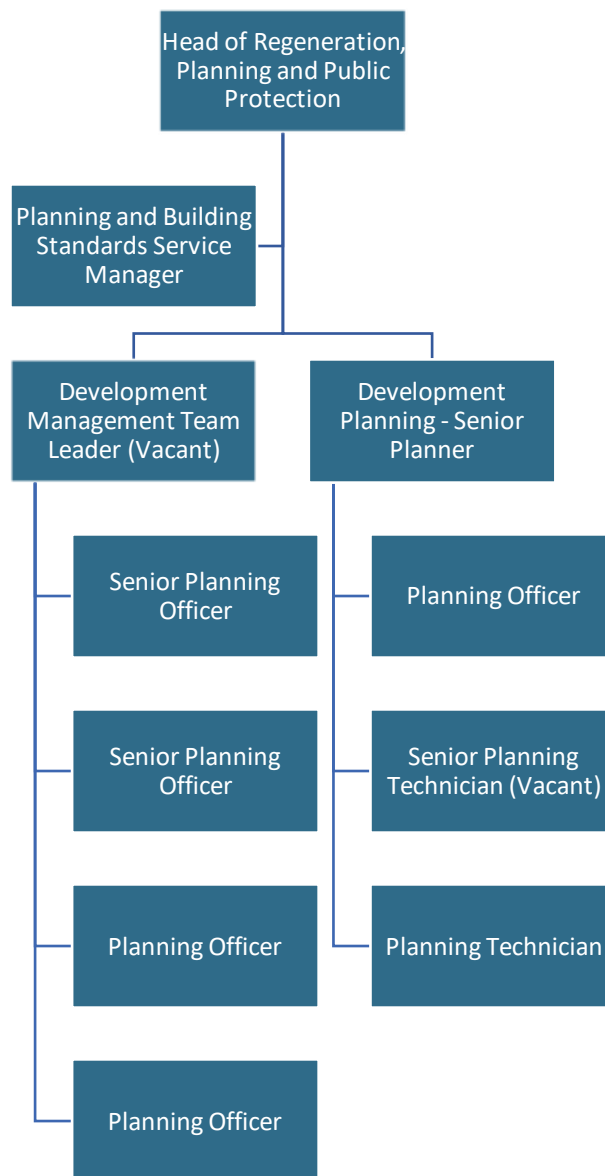 Head of Regeneration,
Planning and Public
Protection
Planning and Building
Standards Service
Manager
Development
Management Team
Leader (Vacant)
Development
Planning - Senior
Planner
Senior Planning
Officer
Senior Planning
Officer
Planning Officer
Planning Officer
Planning Officer
Senior Planning
Technician (Vacant)
Planning Technician